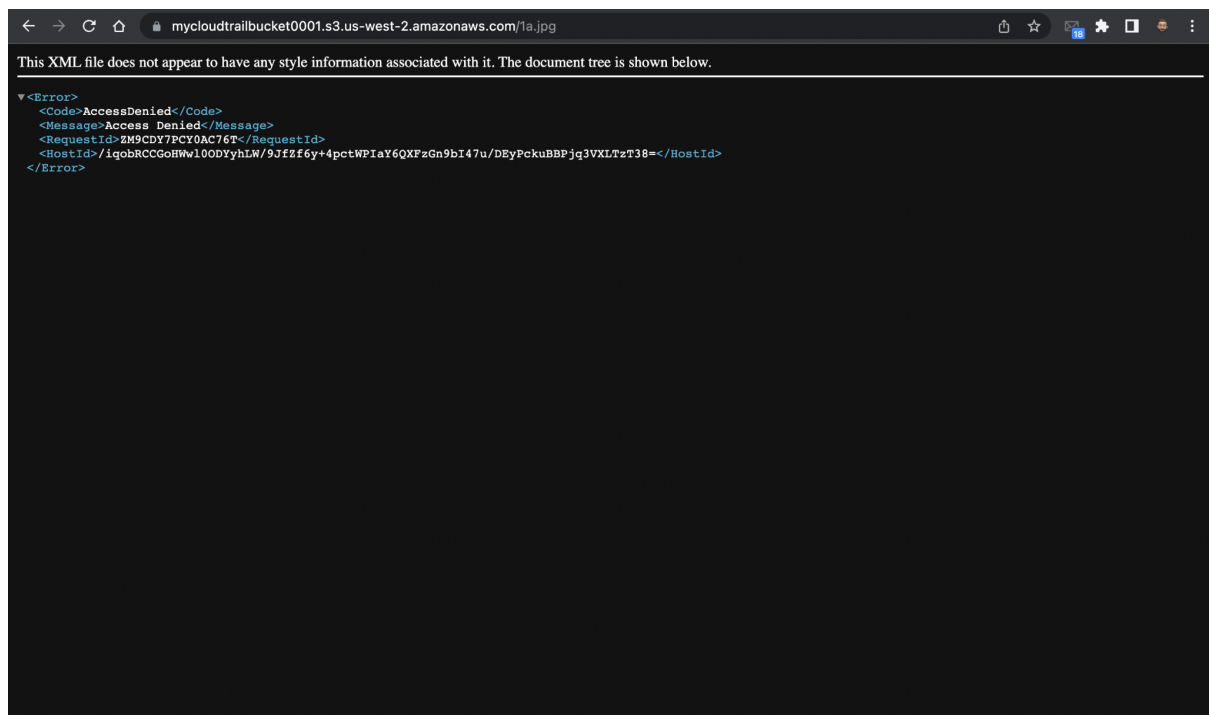 mycloudtrailbucket0001.s3.us-west-2.amazonaws.com/1a.jpg
18
This XML file does not appear to have any style information associated with it. The document tree is shown below.
▼<Error>
<Code>AccessDenied</Code>
<Message>Access Denied</Message>
<RequestId>ZM9CDY7PCY0AC76T</RequestId>
<HostId>/iqobRCCGoHWwl0ODYyhLW/9JfZf6y+4pctWPIaY6QXFzGn9bI47u/DEyPckuBBPjq3VXLTzT38=</HostId>
</Error>